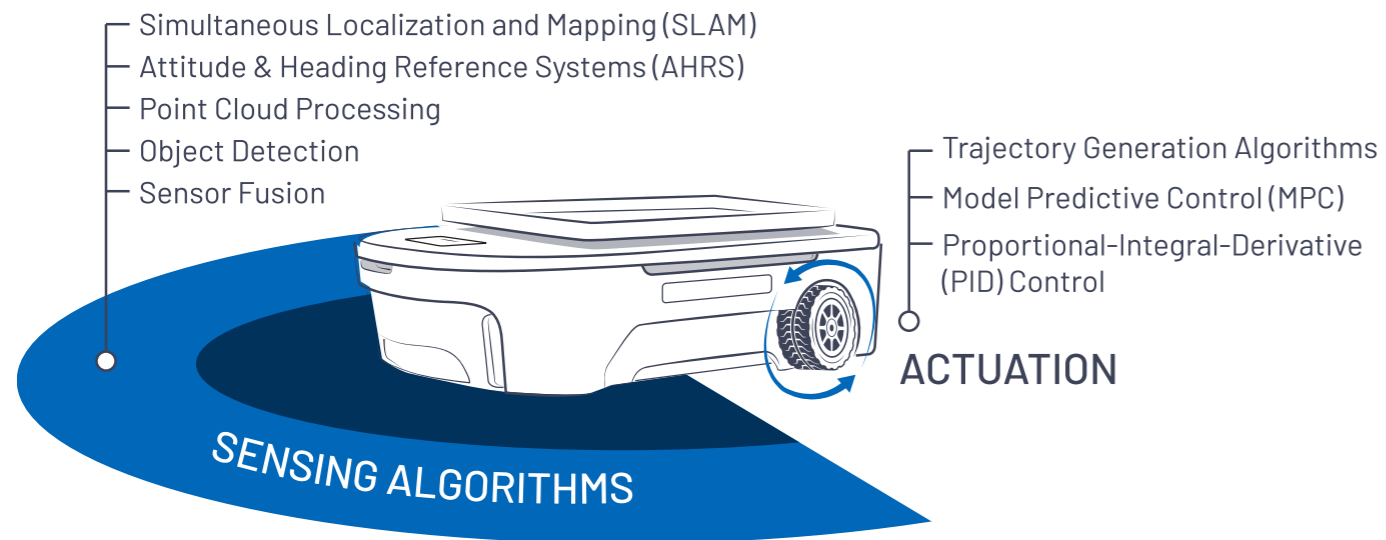 Simultaneous Localization and Mapping (SLAM)
Attitude & Heading Reference Systems (AHRS)
Point Cloud Processing
Object Detection
Sensor Fusion
Trajectory Generation Algorithms
Model Predictive Control (MPC)
Proportional-Integral-Derivative
(PID) Control
ACTUATION
SENSING ALGORITHMS